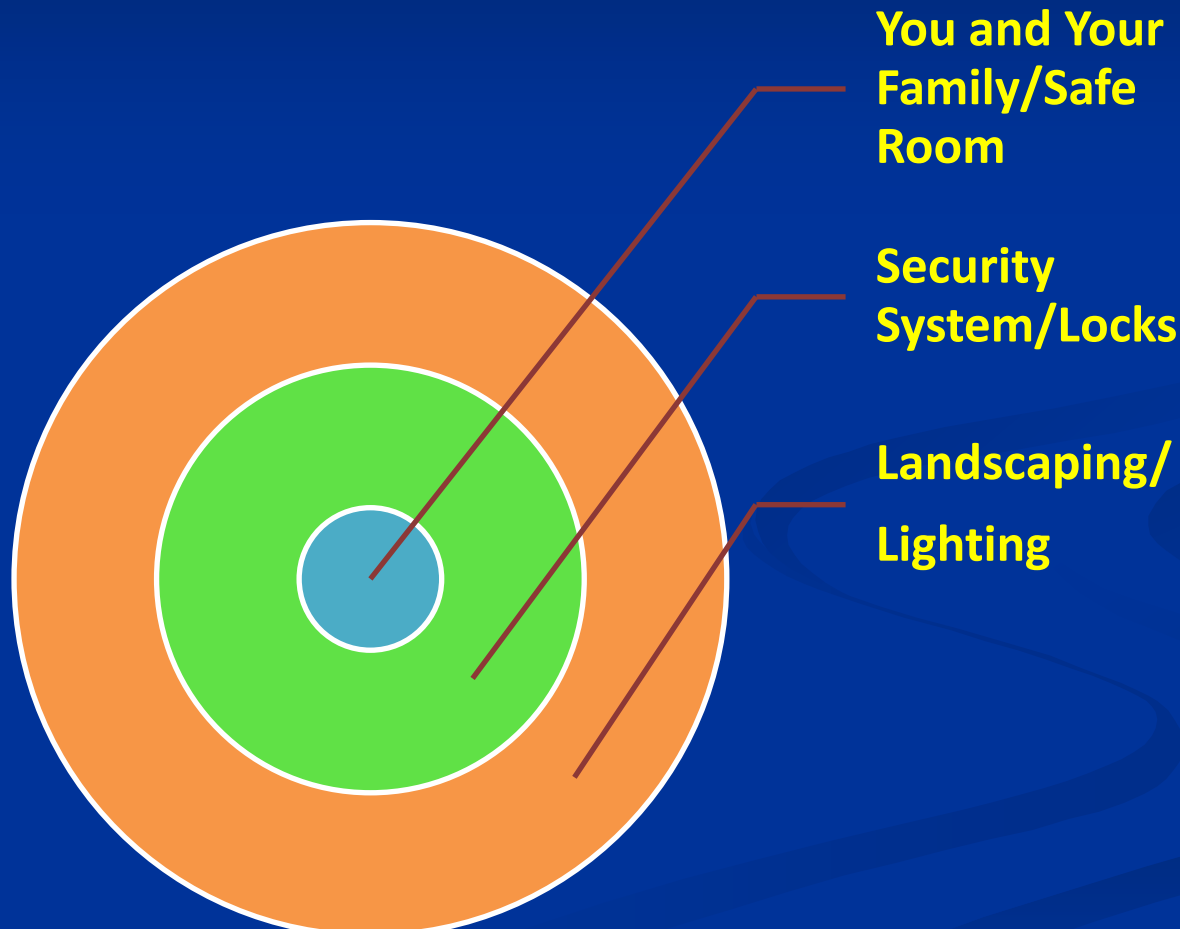 You and Your
Family/Safe
Room
Security
System/Locks
Landscaping/
Lighting